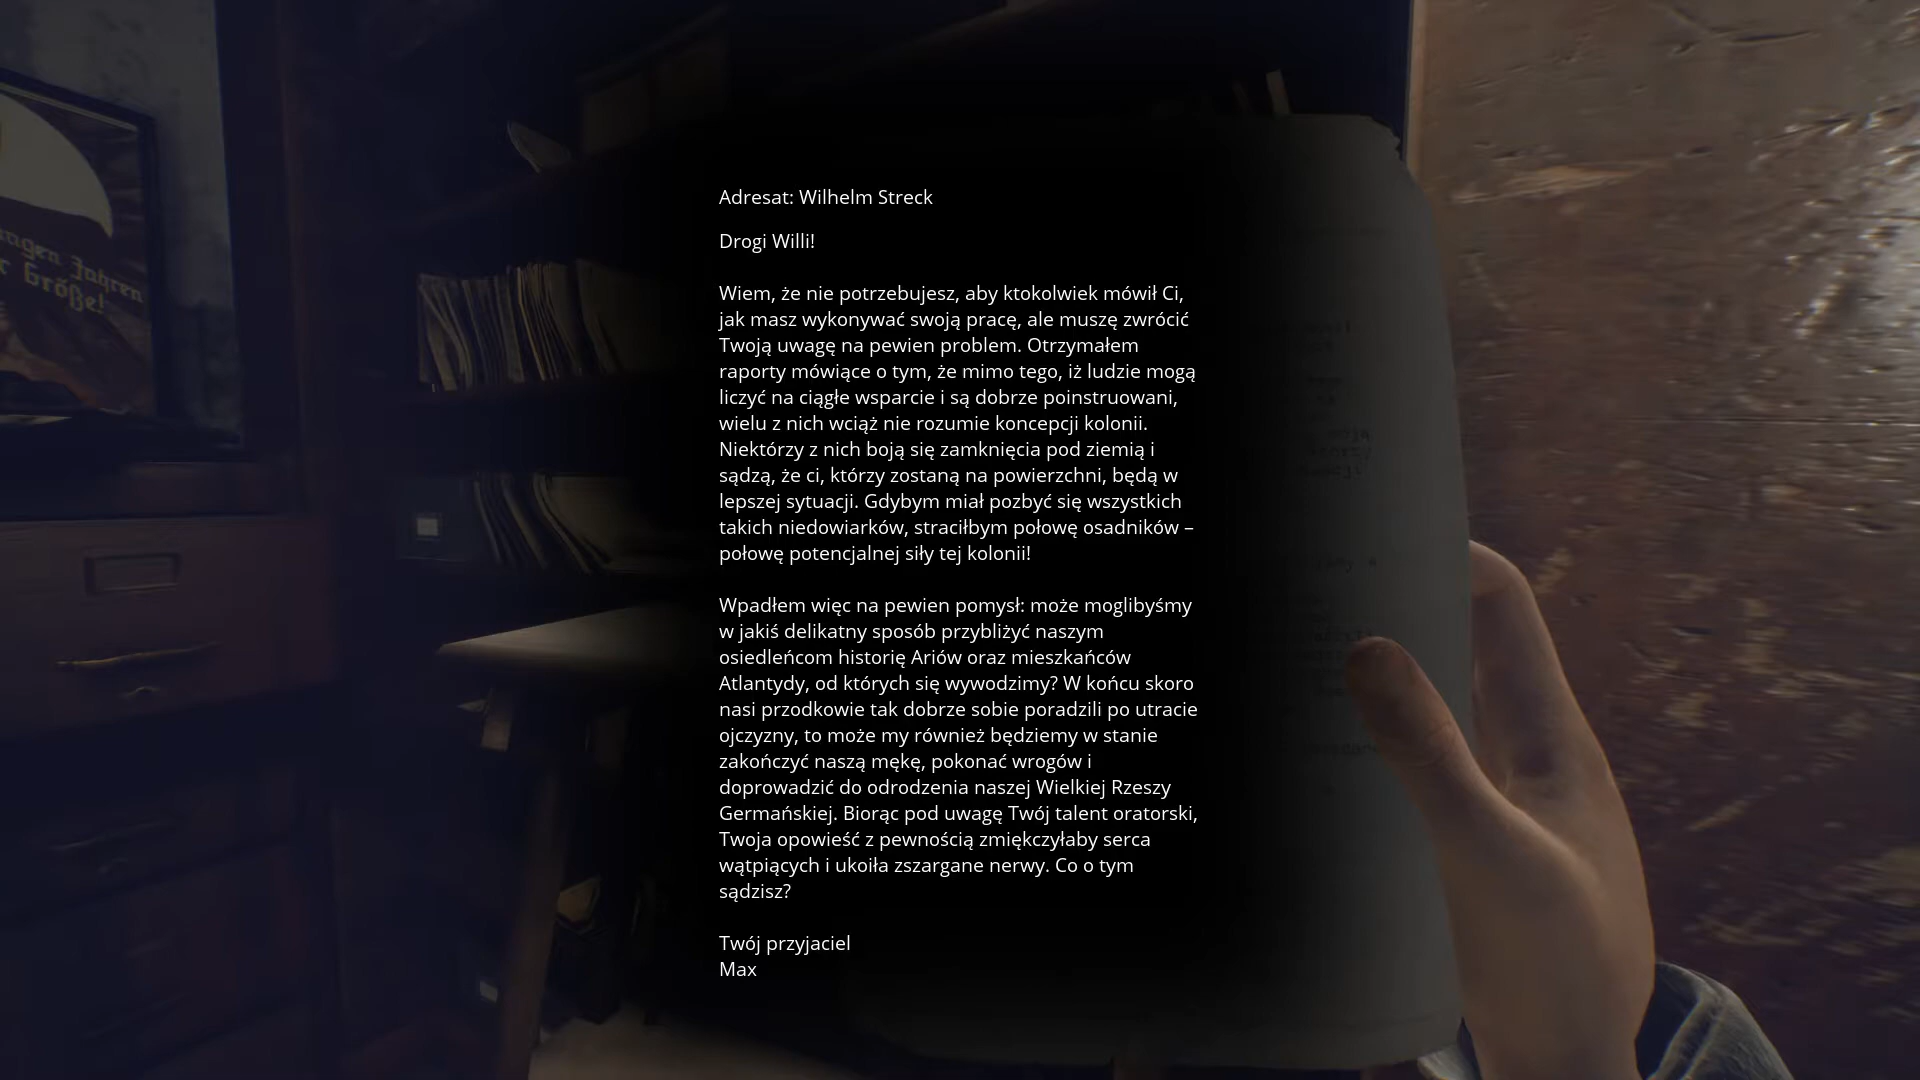 ngen Jahren
r Größe!
Adresat: Wilhelm Streck
Drogi Willi!
Wiem, że nie potrzebujesz, aby ktokolwiek mówił Ci,
jak masz wykonywać swoją pracę, ale muszę zwrócić
Twoją uwagę na pewien problem. Otrzymałem
raporty mówiące o tym, że mimo tego, iż ludzie mogą
liczyć na ciągłe wsparcie i są dobrze poinstruowani,
wielu z nich wciąż nie rozumie koncepcji kolonii.
Niektórzy z nich boją się zamknięcia pod ziemią i
sądzą, że ci, którzy zostaną na powierzchni, będą w
lepszej sytuacji. Gdybym miał pozbyć się wszystkich
takich niedowiarków, straciłbym połowę osadników –
połowę potencjalnej siły tej kolonii!
Wpadłem więc na pewien pomysł: może moglibyśmy
w jakiś delikatny sposób przybliżyć naszym
osiedleńcom historię Ariów oraz mieszkańców
Atlantydy, od których się wywodzimy? W końcu skoro
nasi przodkowie tak dobrze sobie poradzili po utracie
ojczyzny, to może my również będziemy w stanie
zakończyć naszą mękę, pokonać wrogów i
doprowadzić do odrodzenia naszej Wielkiej Rzeszy
Germańskiej. Biorąc pod uwagę Twój talent oratorski,
Twoja opowieść z pewnością zmiękczyłaby serca
wątpiących i ukoiła zszargane nerwy. Co o tym
sądzisz?
Twój przyjaciel
Max